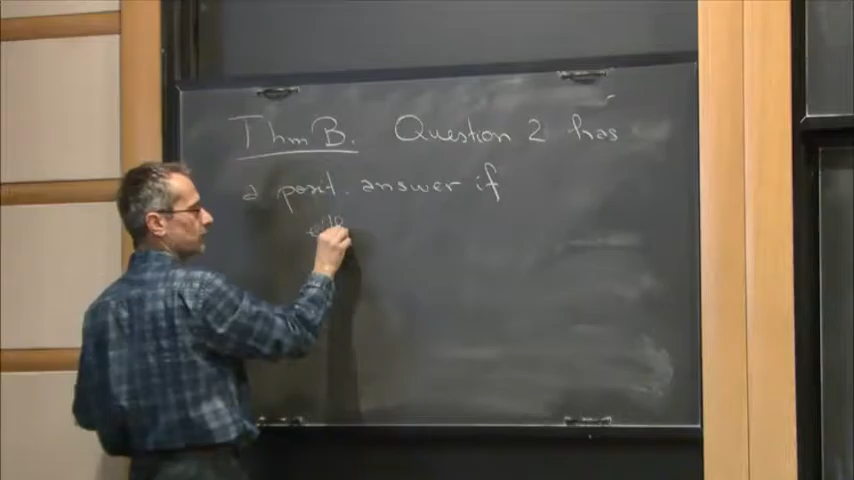 Thm B. Question 2 has
a posit. answer if